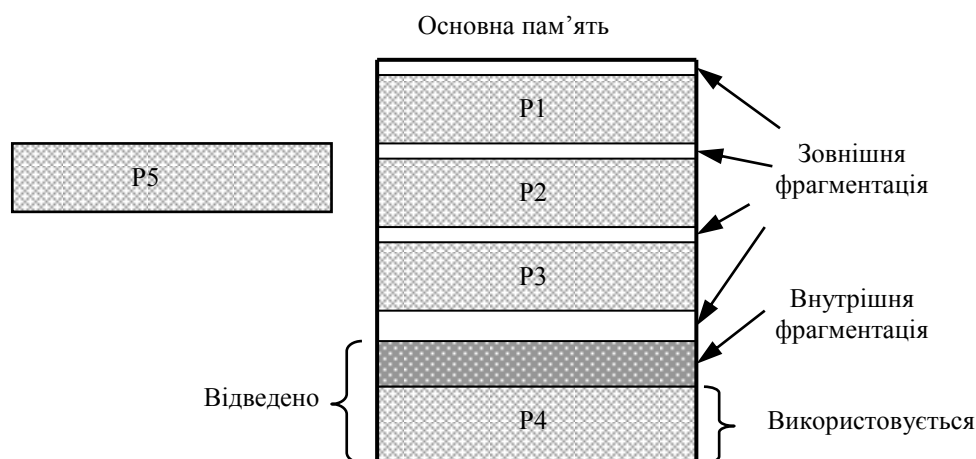 Основна пам’ять
P1
P5
P2
P3
P4
Зовнішня
фрагментація
Внутрішня
фрагментація
Відведено
Використовується